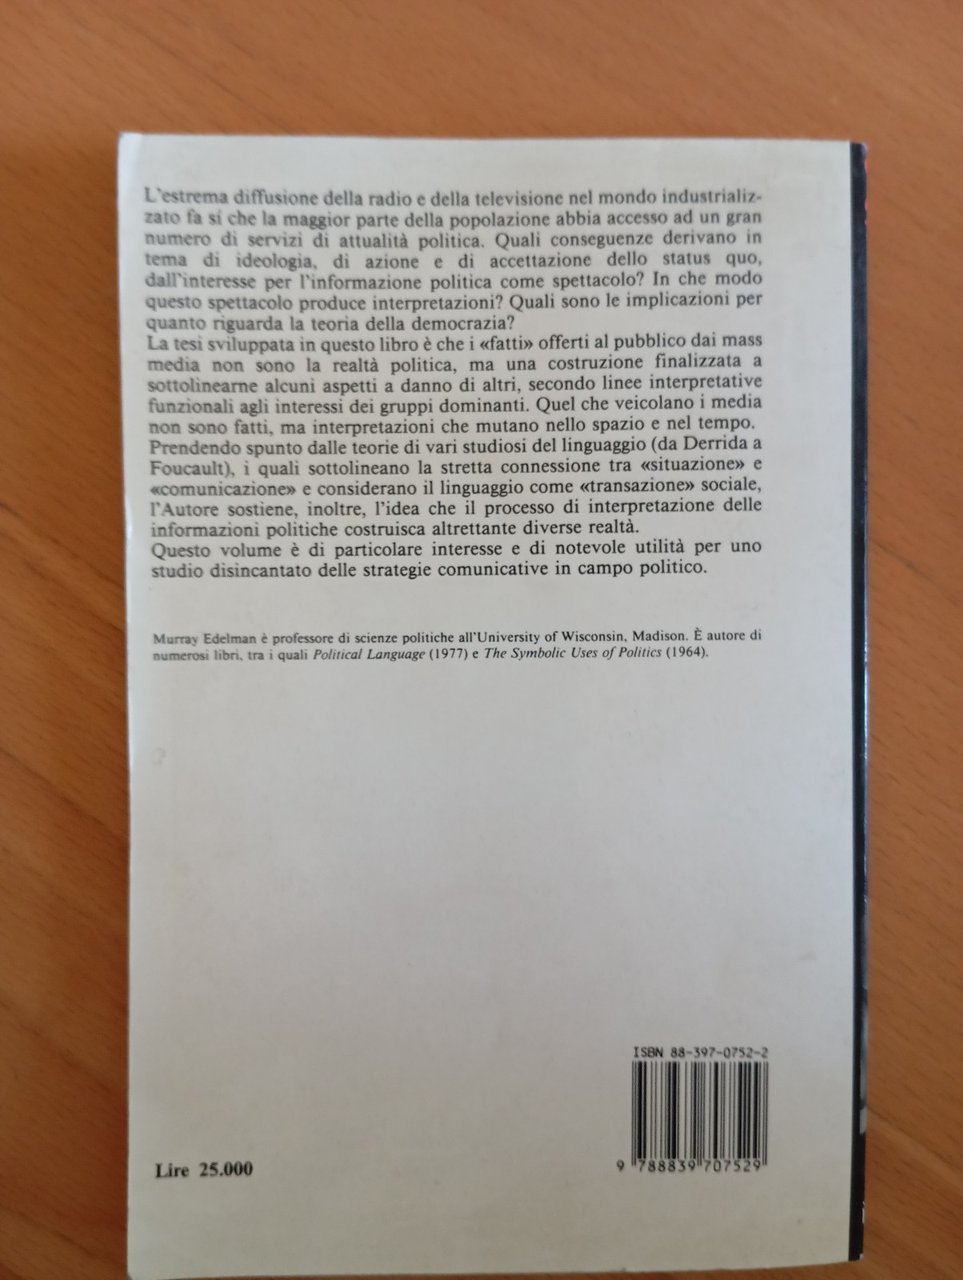 L'estrema diffusione della radio e della televisione nel mondo industrializ-
zato fa sì che la maggior parte della popolazione abbia accesso ad un gran
numero di servizi di attualità politica. Quali conseguenze derivano in
tema di ideologia, di azione e di accettazione dello status quo,
dall'interesse per l'informazione politica come spettacolo? In che modo
questo spettacolo produce interpretazioni? Quali sono le implicazioni per
quanto riguarda la teoria della democrazia?
La tesi sviluppata in questo libro è che i «fatti» offerti al pubblico dai mass
media non sono la realtà politica, ma una costruzione finalizzata a
sottolinearne alcuni aspetti a danno di altri, secondo linee interpretative
funzionali agli interessi dei gruppi dominanti. Quel che veicolano i media
non sono fatti, ma interpretazioni che mutano nello spazio e nel tempo.
Prendendo spunto dalle teorie di vari studiosi del linguaggio (da Derrida a
Foucault), i quali sottolineano la stretta connessione tra «situazione» e
«comunicazione» e considerano il linguaggio come «transazione» sociale,
l'Autore sostiene, inoltre, l'idea che il processo di interpretazione delle
informazioni politiche costruisca altrettante diverse realtà.
Questo volume è di particolare interesse e di notevole utilità per uno
studio disincantato delle strategie comunicative in campo politico.
Murray Edelman è professore di scienze politiche all'University of Wisconsin, Madison. È autore di
numerosi libri, tra i quali Political Language (1977) e The Symbolic Uses of Politics (1964).
ISBN 88-397-0752-2
9 788839 707529
Lire 25.000